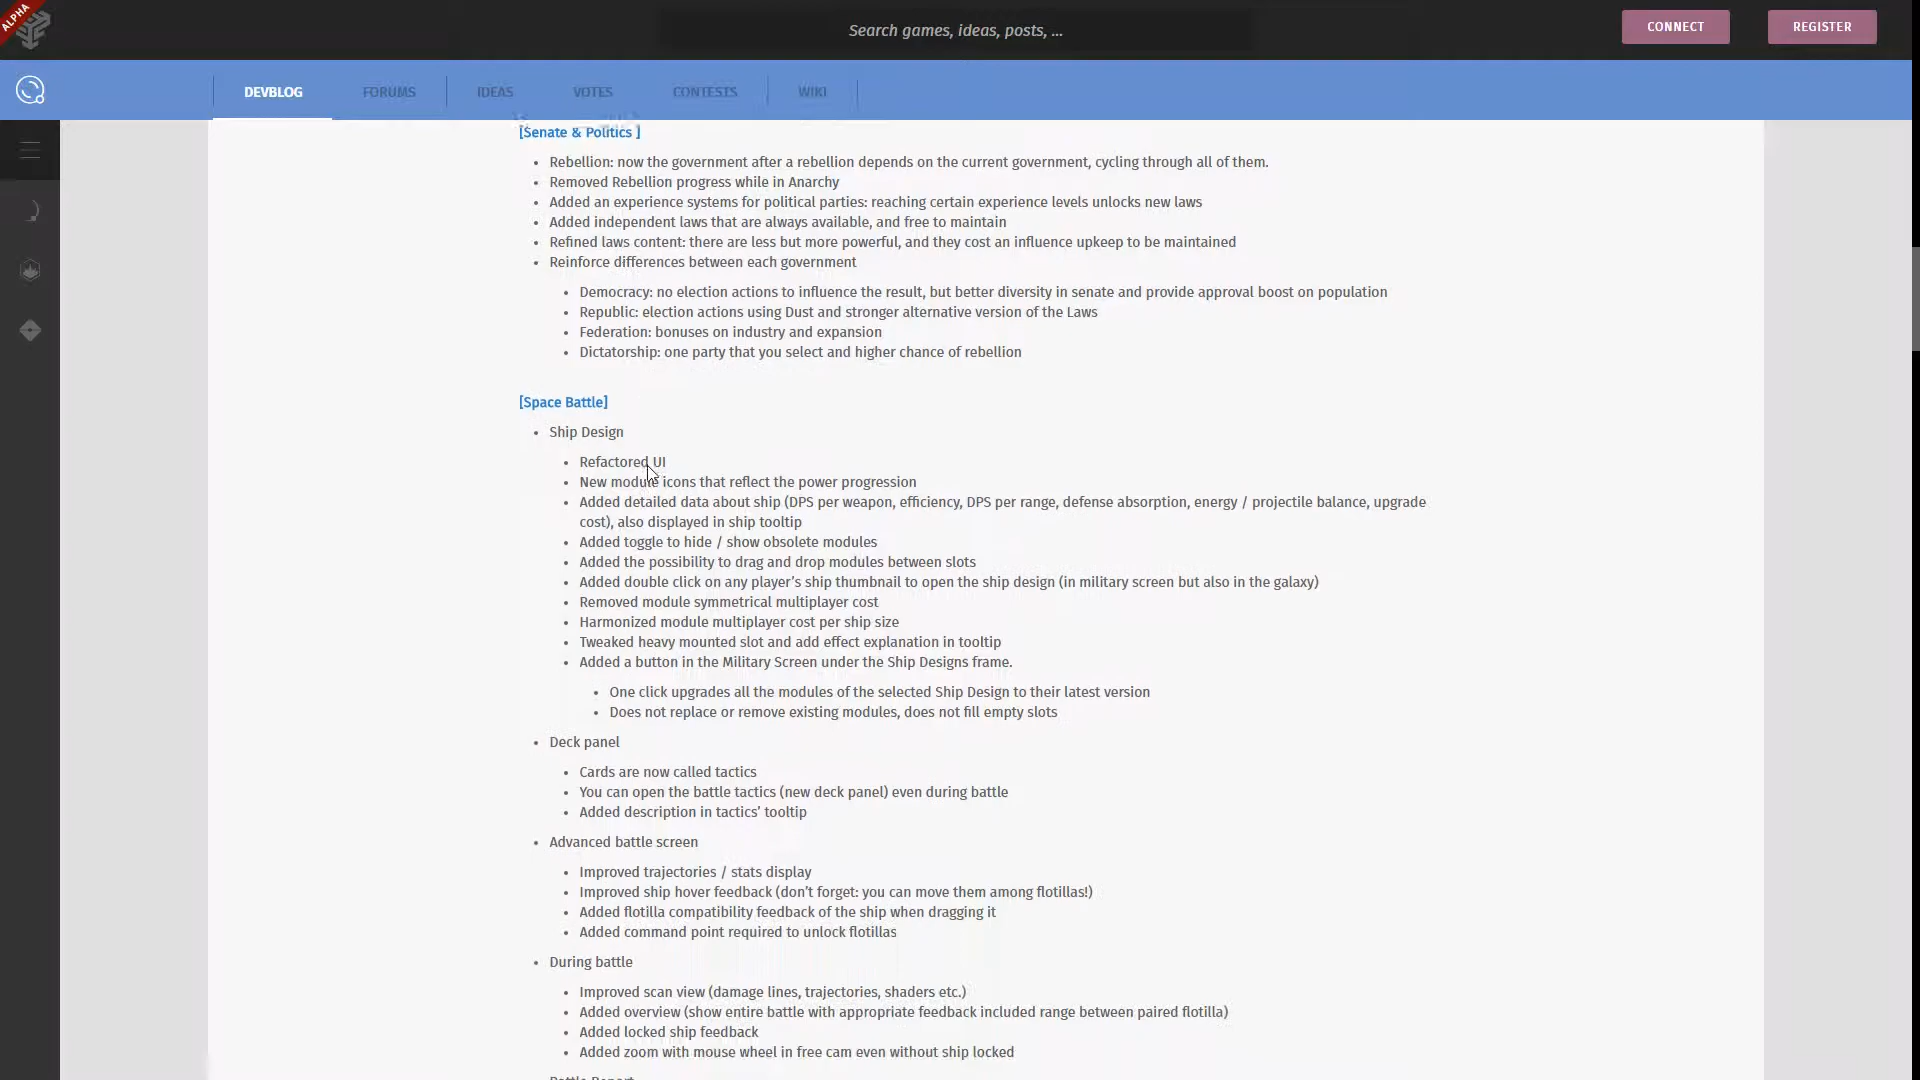 ALPHA
Search games, ideas, posts, ...
CONNECT
REGISTER
DEVBLOG
FORUMS
IDEAS
VOTES
CONTESTS
WIKI
[Senate & Politics ]
• Rebellion: now the government after a rebellion depends on the current government, cycling through all of them.
• Removed Rebellion progress while in Anarchy
• Added an experience systems for political parties: reaching certain experience levels unlocks new laws
• Added independent laws that are always available, and free to maintain
• Refined laws content: there are less but more powerful, and they cost an influence upkeep to be maintained
• Reinforce differences between each government
• Democracy: no election actions to influence the result, but better diversity in senate and provide approval boost on population
• Republic: election actions using Dust and stronger alternative version of the Laws
• Federation: bonuses on industry and expansion
• Dictatorship: one party that you select and higher chance of rebellion
[Space Battle]
• Ship Design
• Refactored UI
• New module icons that reflect the power progression
• Added detailed data about ship (DPS per weapon, efficiency, DPS per range, defense absorption, energy / projectile balance, upgrade
cost), also displayed in ship tooltip
• Added toggle to hide / show obsolete modules
• Added the possibility to drag and drop modules between slots
• Added double click on any player’s ship thumbnail to open the ship design (in military screen but also in the galaxy)
• Removed module symmetrical multiplayer cost
• Harmonized module multiplayer cost per ship size
• Tweaked heavy mounted slot and add effect explanation in tooltip
• Added a button in the Military Screen under the Ship Designs frame.
• One click upgrades all the modules of the selected Ship Design to their latest version
• Does not replace or remove existing modules, does not fill empty slots
• Deck panel
• Cards are now called tactics
• You can open the battle tactics (new deck panel) even during battle
• Added description in tactics’ tooltip
• Advanced battle screen
• Improved trajectories / stats display
• Improved ship hover feedback (don’t forget: you can move them among flotillas!)
• Added flotilla compatibility feedback of the ship when dragging it
• Added command point required to unlock flotillas
• During battle
• Improved scan view (damage lines, trajectories, shaders etc.)
• Added overview (show entire battle with appropriate feedback included range between paired flotilla)
• Added locked ship feedback
• Added zoom with mouse wheel in free cam even without ship locked